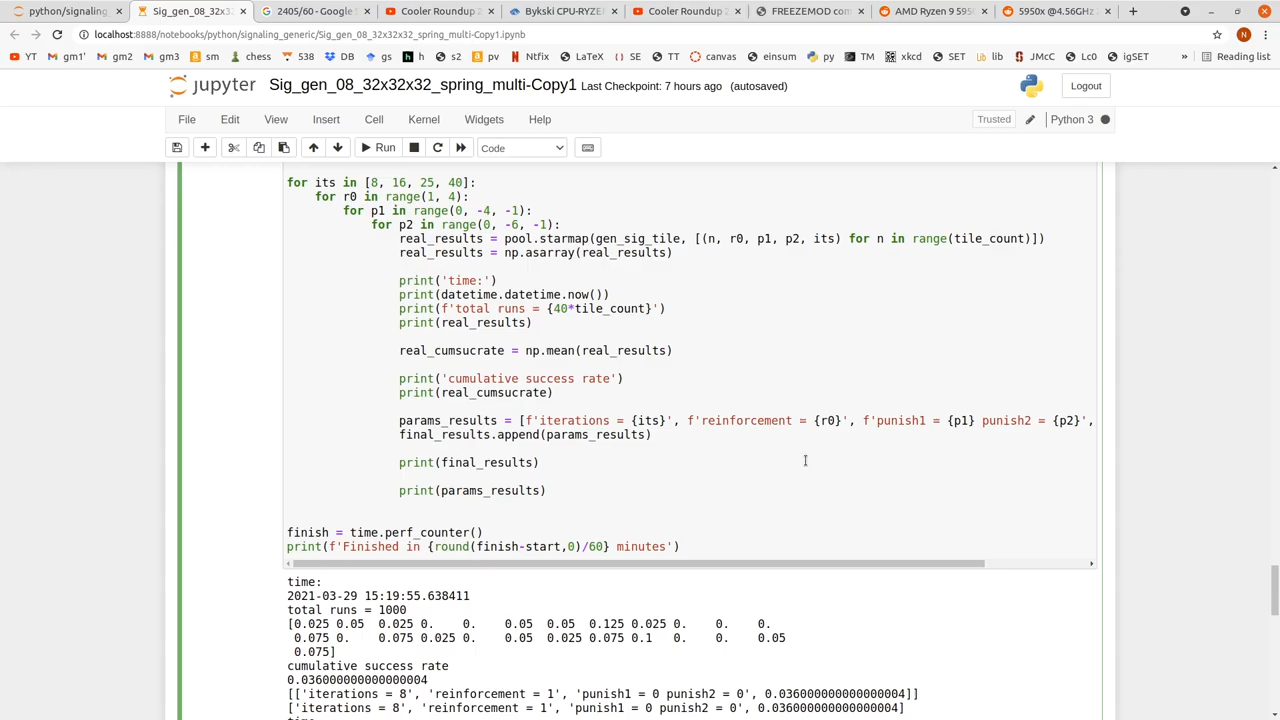 python/signaling_
Sig_gen_08_32x32x
2405/60 - Google S
Cooler Roundup 2
Bykski CPU-RYZE
Cooler Roundup 2
FREEZEMOD com
AMD Ryzen 9 5950
5950x @4.56GHz
localhost:8888/notebooks/python/signaling_generic/Sig_gen_08_32x32x32_spring_multi-Copy1.ipynb
YT gm1' gm2 gm3 sm chess 538 DB gs h s2 pv Ntfix LaTeX SE TT canvas einsum py TM xkcd SET lib JMcC Lc0 igSET » Reading list
jupyter Sig_gen_08_32x32x32_spring_multi-Copy1 Last Checkpoint: 7 hours ago (autosaved) Logout
File Edit View Insert Cell Kernel Widgets Help Trusted Python 3
Run Code
for its in [8, 16, 25, 40]:
for r0 in range(1, 4):
for p1 in range(0, -4, -1):
for p2 in range(0, -6, -1):
real_results = pool.starmap(gen_sig_tile, [(n, r0, p1, p2, its) for n in range(tile_count)])
real_results = np.asarray(real_results)
print('time:')
print(datetime.datetime.now())
print(f'total runs = {40*tile_count}')
print(real_results)
real_cumsucrate = np.mean(real_results)
print('cumulative success rate')
print(real_cumsucrate)
params_results = [f'iterations = {its}', f'reinforcement = {r0}', f'punish1 = {p1} punish2 = {p2}',
final_results.append(params_results)
print(final_results)
print(params_results)
finish = time.perf_counter()
print(f'Finished in {round(finish-start,0)/60} minutes')
time:
2021-03-29 15:19:55.638411
total runs = 1000
[0.025 0.05 0.025 0. 0. 0.05 0.05 0.125 0.025 0. 0. 0.
0.075 0. 0.075 0.025 0. 0.05 0.025 0.075 0.1 0. 0. 0.05
0.075]
cumulative success rate
0.036000000000000004
[['iterations = 8', 'reinforcement = 1', 'punish1 = 0 punish2 = 0', 0.036000000000000004]]
['iterations = 8', 'reinforcement = 1', 'punish1 = 0 punish2 = 0', 0.036000000000000004]